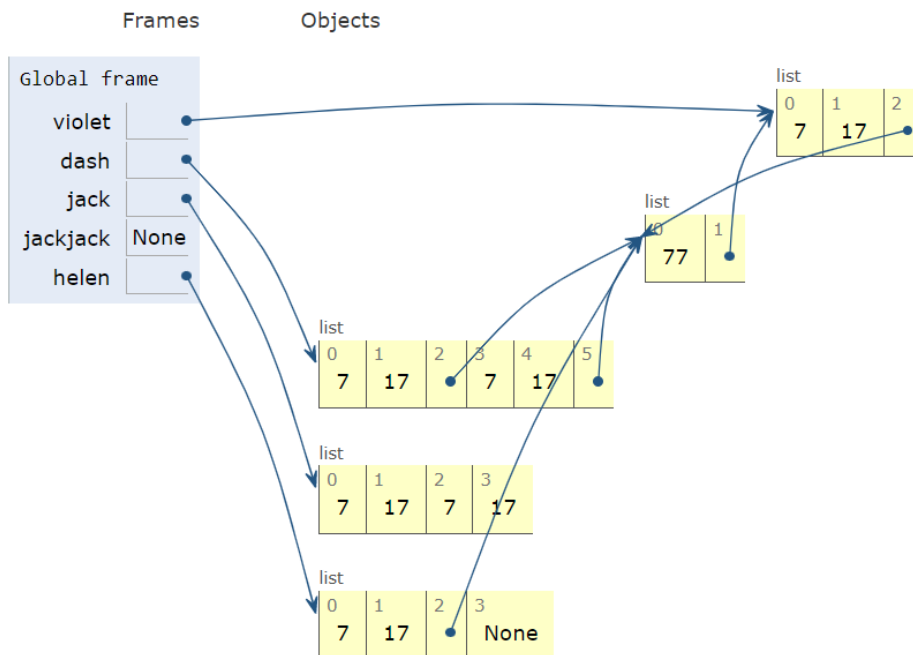 Frames Objects
Global frame
list
0 1 2
violet
7 17
dash
jack
list
0 1
jackjack None
77
helen
list
0 1 2 3 4 5
7 17 7 17
list
0 1 2 3
7 17 7 17
list
0 1 2 3
7 17 None